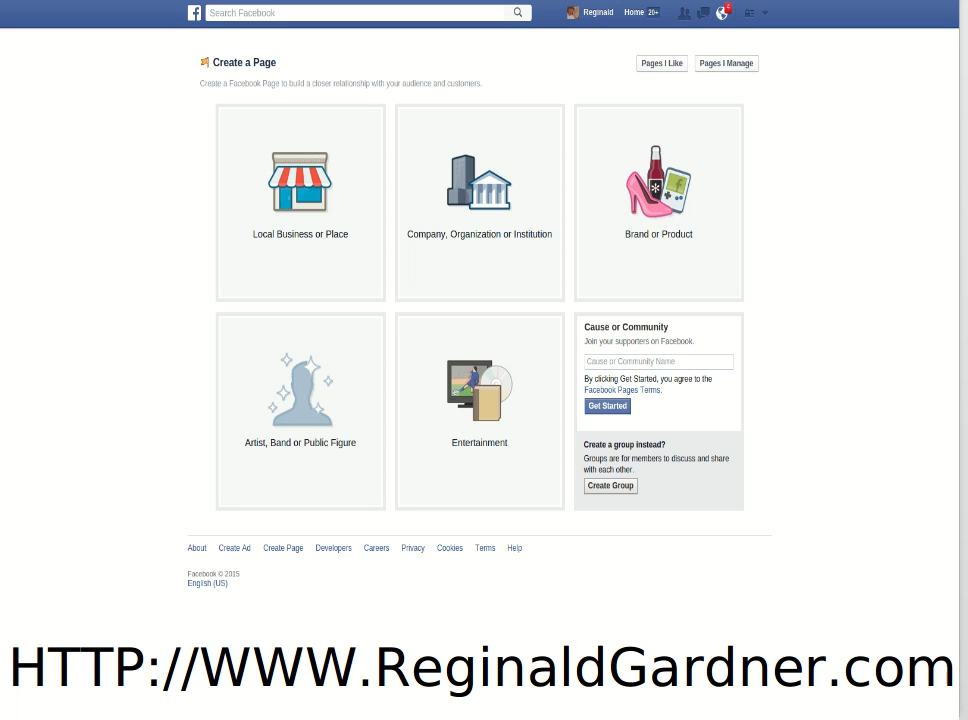 Search Facebook
Reginald Home 20+
Create a Page
Pages I Like Pages I Manage
Create a Facebook Page to build a closer relationship with your audience and customers.
Local Business or Place
Company, Organization or Institution
Brand or Product
Artist, Band or Public Figure
Entertainment
Cause or Community
Join your supporters on Facebook.
Cause or Community Name
By clicking Get Started, you agree to the
Facebook Pages Terms.
Get Started
Create a group instead?
Groups are for members to discuss and share
with each other.
Create Group
About Create Ad Create Page Developers Careers Privacy Cookies Terms Help
Facebook © 2015
English (US)
HTTP://WWW.ReginaldGardner.com